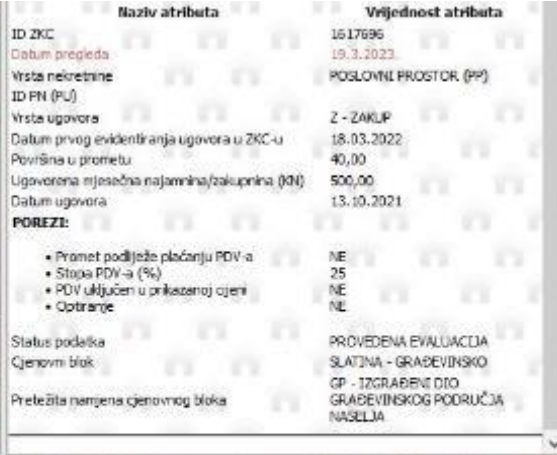 Naziv atributa Vrijednost atributa
ID ZKC 1617696
Datum pregleda 19.3.2023.
Vrsta nekretnine POSLOVNI PROSTOR (PP)
ID PN (PU)
Vrsta ugovora Z - ZAKUP
Datum prvog evidentiranja ugovora u ZKC-u 18.03.2022
Površina u prometu 40,00
Ugovorena mjesečna najamnina/zakupnina (KN) 500,00
Datum ugovora 13.10.2021
POREZI:
• Promet podliježe plaćanju PDV-a NE
• Stopa PDV-a (%) 25
• PDV uključen u prikazanoj cijeni NE
• Optiranje NE
Status podatka PROVEDENA EVALUACIJA
Cjenovni blok SLATINA - GRAĐEVINSKO
Pretežita namjena cjenovnog bloka GP - IZGRAĐENI DIO
GRAĐEVINSKOG PODRUČJA
NASELJA